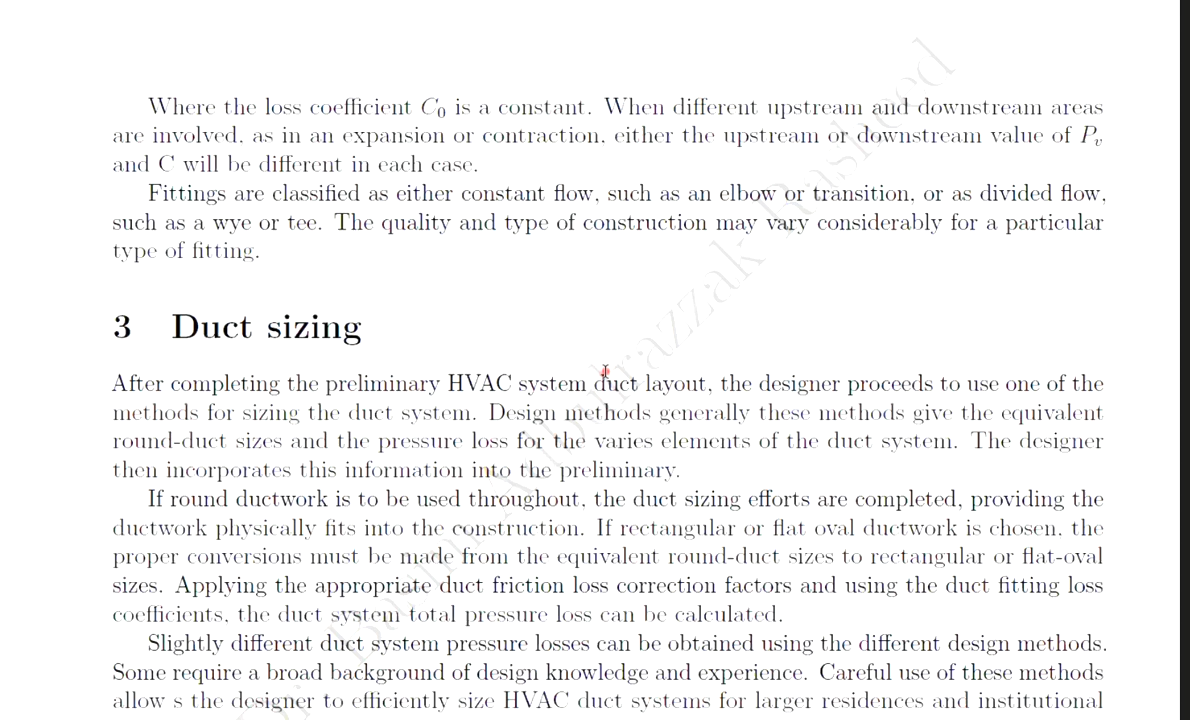 Where the loss coefficient C0 is a constant. When different upstream and downstream areas
are involved, as in an expansion or contraction, either the upstream or downstream value of Pv
and C will be different in each case.
Fittings are classified as either constant flow, such as an elbow or transition, or as divided flow,
such as a wye or tee. The quality and type of construction may vary considerably for a particular
type of fitting.
3 Duct sizing
After completing the preliminary HVAC system duct layout, the designer proceeds to use one of the
methods for sizing the duct system. Design methods generally these methods give the equivalent
round-duct sizes and the pressure loss for the varies elements of the duct system. The designer
then incorporates this information into the preliminary.
If round ductwork is to be used throughout, the duct sizing efforts are completed, providing the
ductwork physically fits into the construction. If rectangular or flat oval ductwork is chosen, the
proper conversions must be made from the equivalent round-duct sizes to rectangular or flat-oval
sizes. Applying the appropriate duct friction loss correction factors and using the duct fitting loss
coefficients, the duct system total pressure loss can be calculated.
Slightly different duct system pressure losses can be obtained using the different design methods.
Some require a broad background of design knowledge and experience. Careful use of these methods
allow s the designer to efficiently size HVAC duct systems for larger residences and institutional